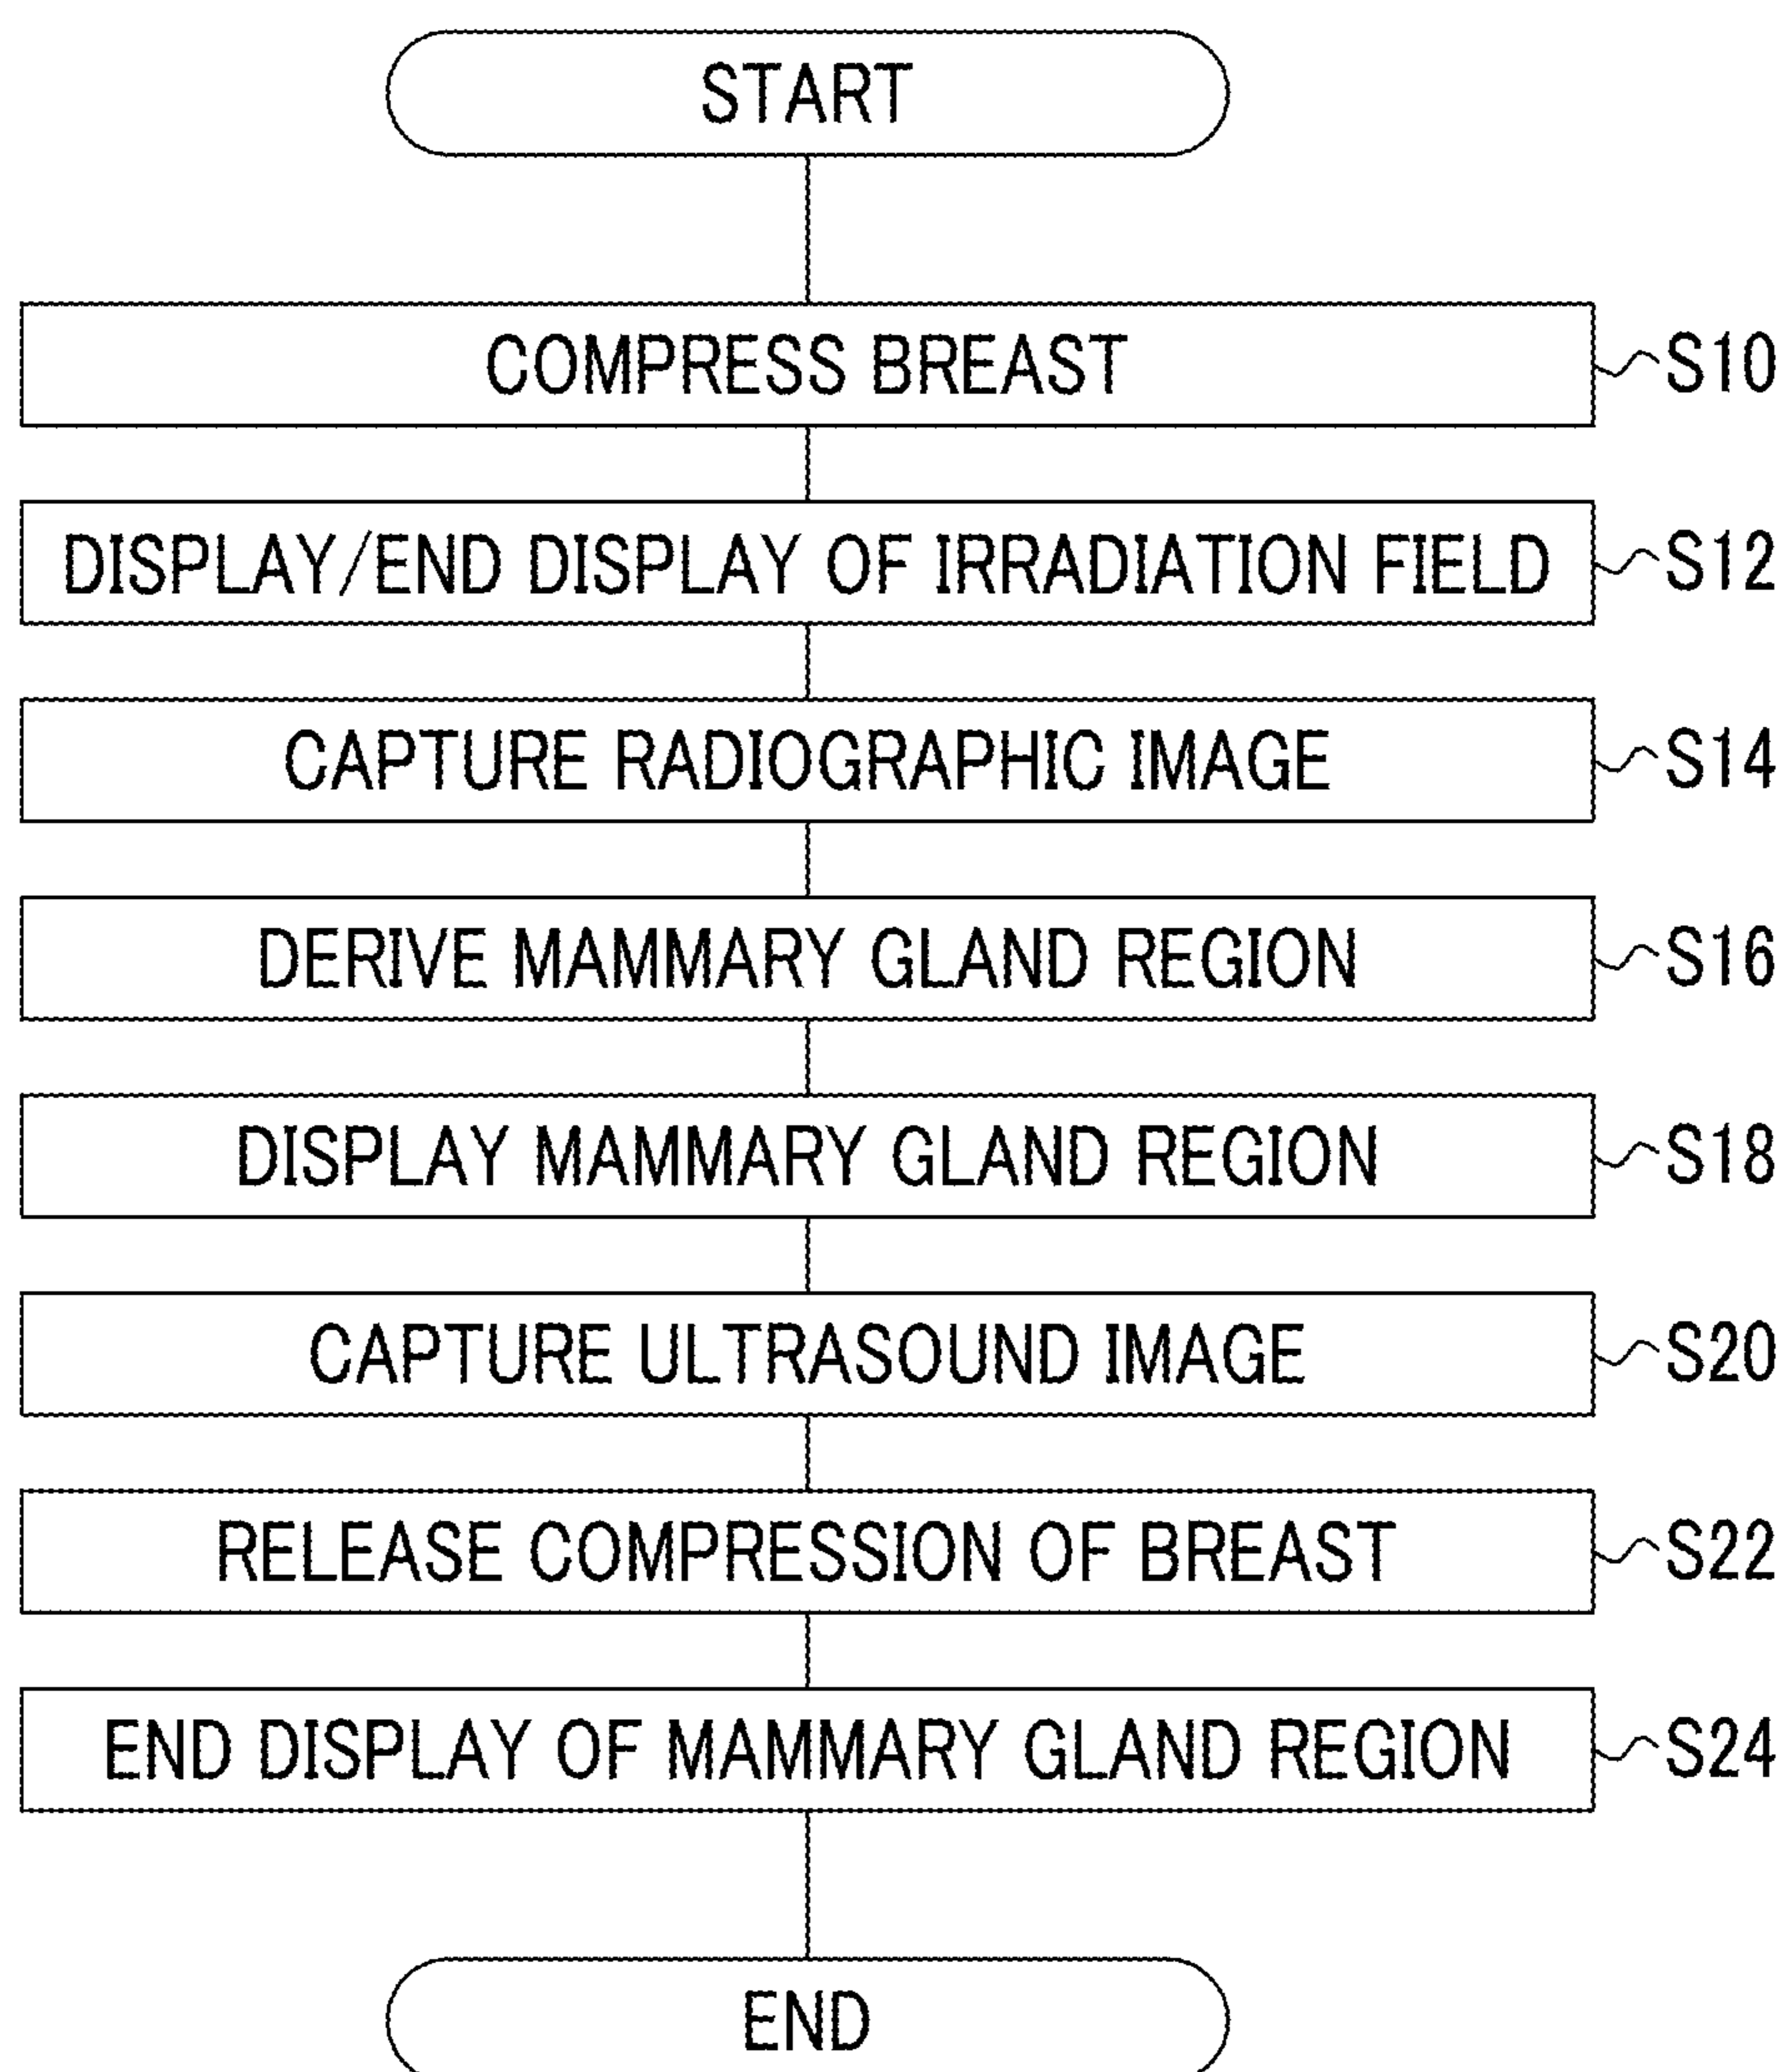 START
COMPRESS BREAST S10
DISPLAY/END DISPLAY OF IRRADIATION FIELD S12
CAPTURE RADIOGRAPHIC IMAGE S14
DERIVE MAMMARY GLAND REGION S16
DISPLAY MAMMARY GLAND REGION S18
CAPTURE ULTRASOUND IMAGE S20
RELEASE COMPRESSION OF BREAST S22
END DISPLAY OF MAMMARY GLAND REGION S24
END